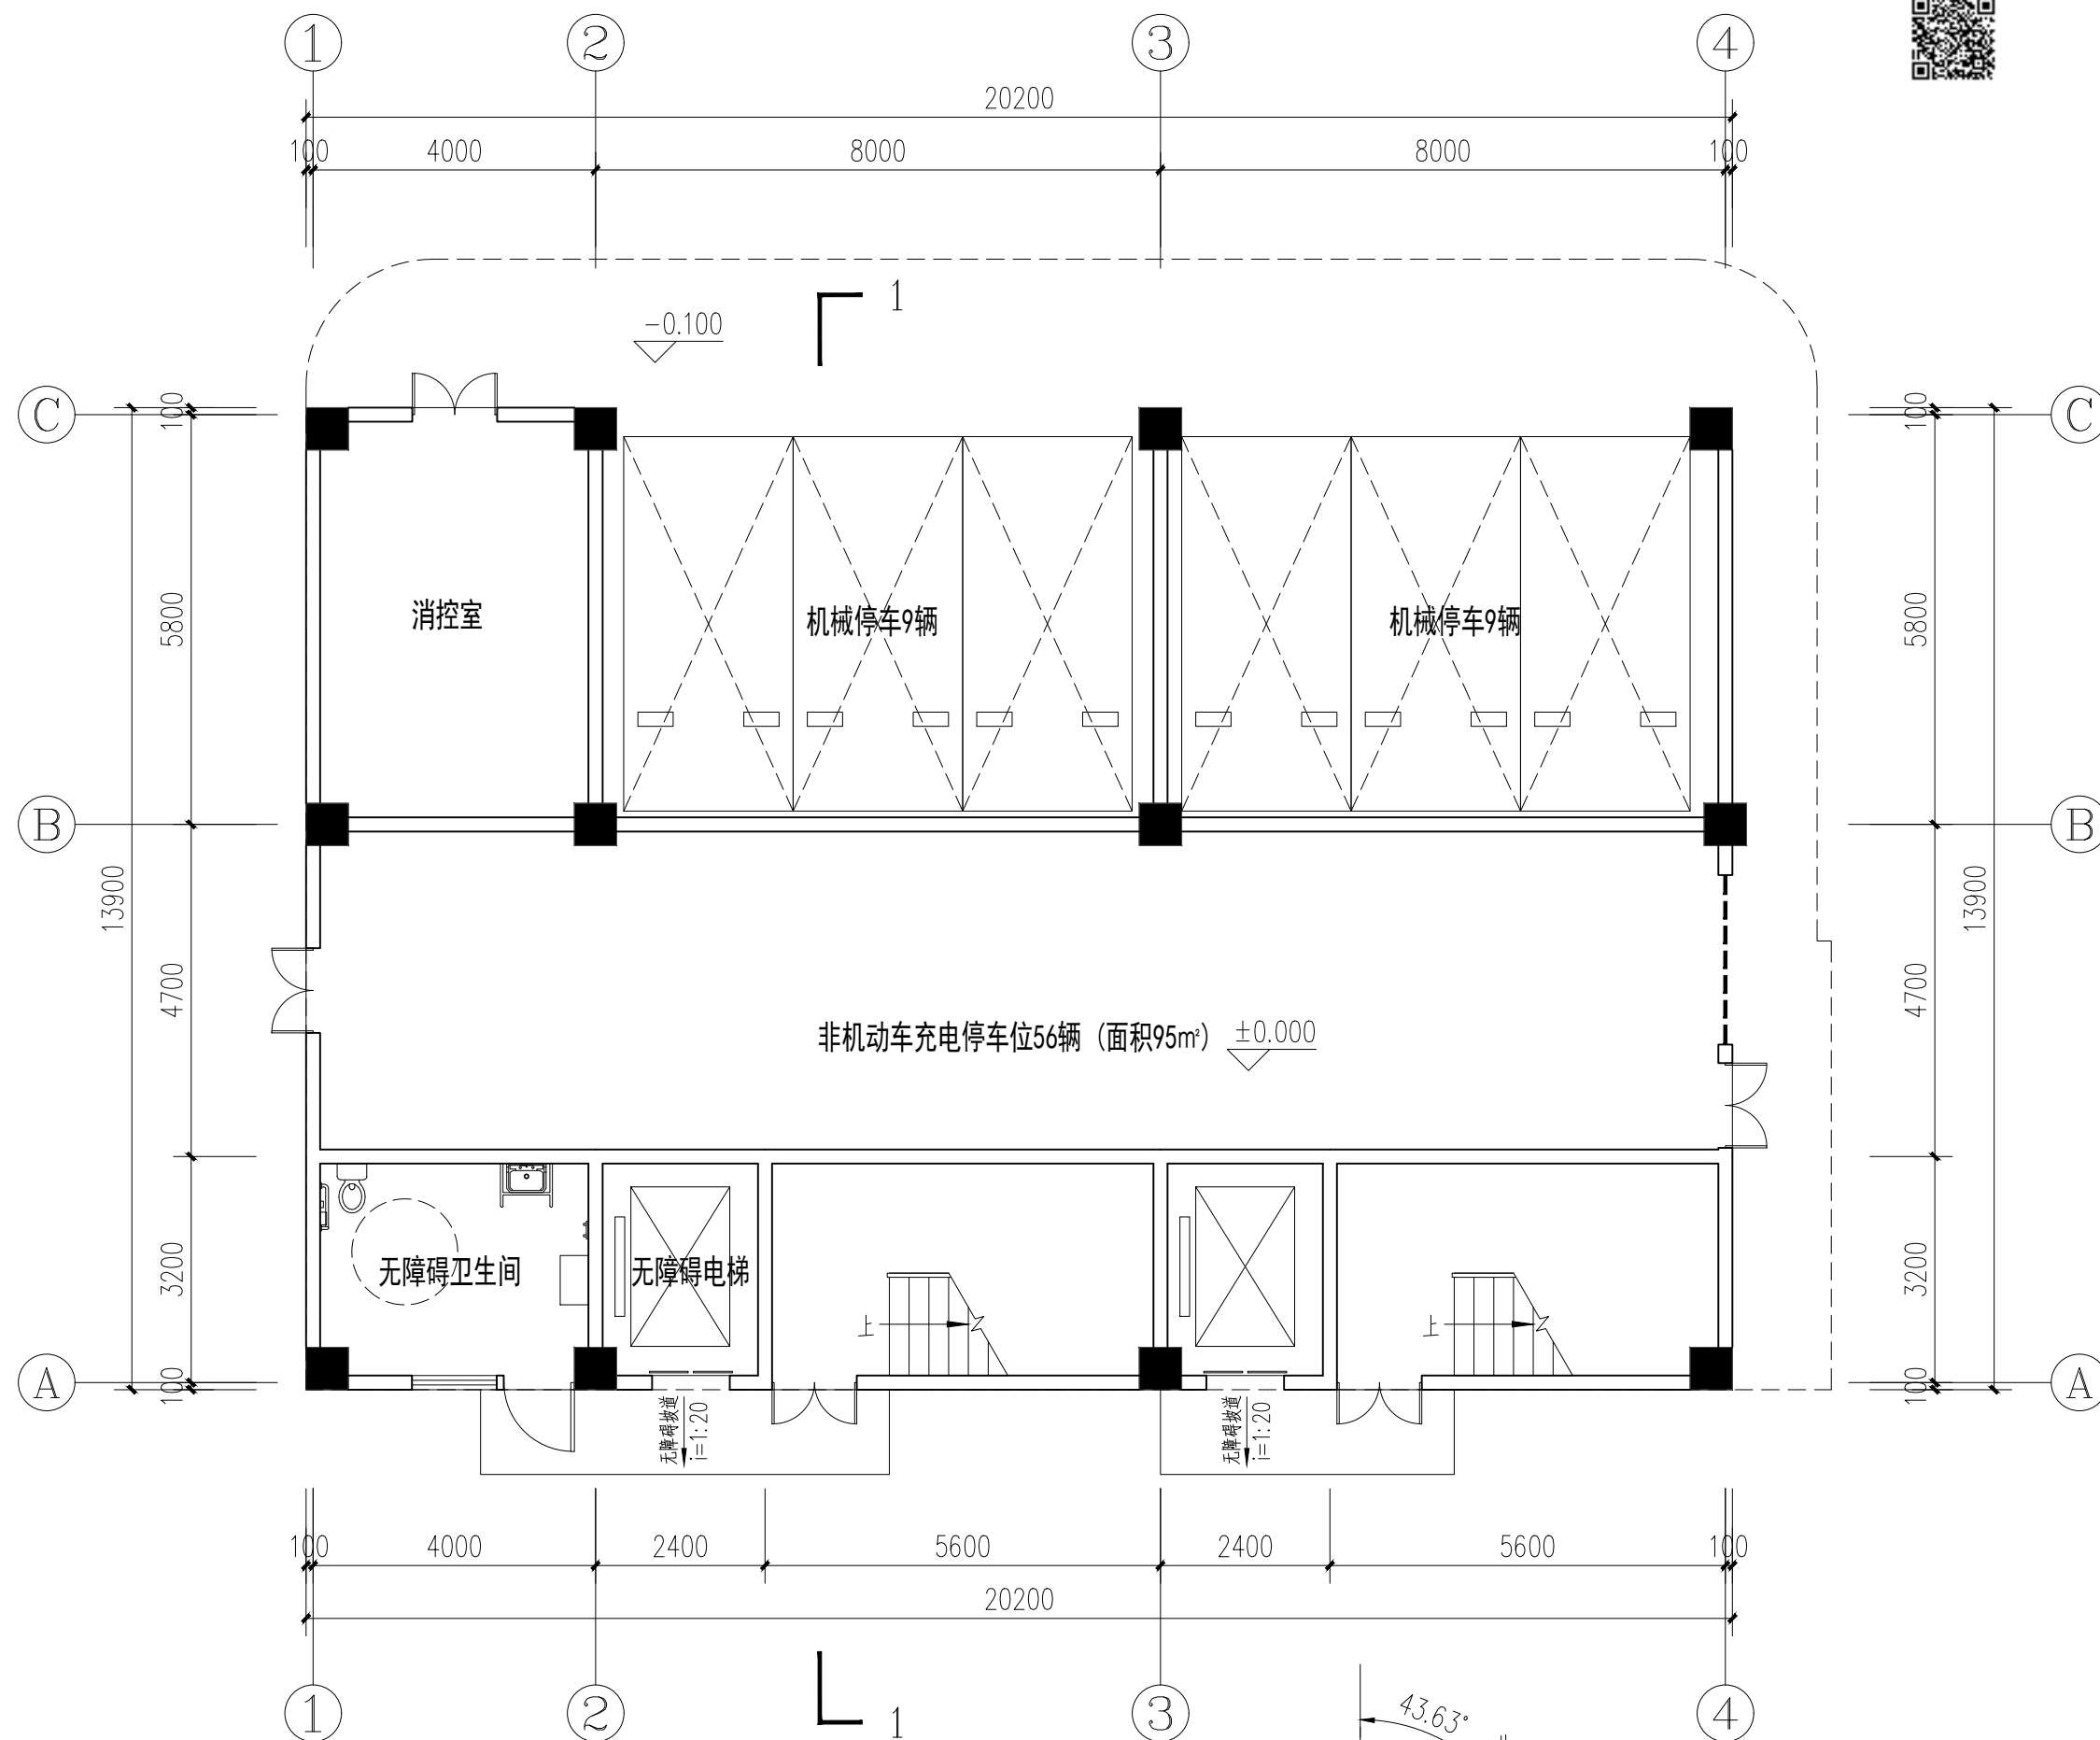 1 2 3 4
20200
100 4000 8000 8000 100
1
-0.100
C 100 100 C
消控室 机械停车9辆 机械停车9辆
5800 5800
B B
13900 13900
4700 4700
非机动车充电停车位56辆（面积95m²） ±0.000
无障碍卫生间 无障碍电梯
3200 3200
上 上
A 100 100 A
无障碍坡道 i=1:20 无障碍坡道 i=1:20
100 4000 2400 5600 2400 5600 100
20200
1 2 3 4
1
43.63°